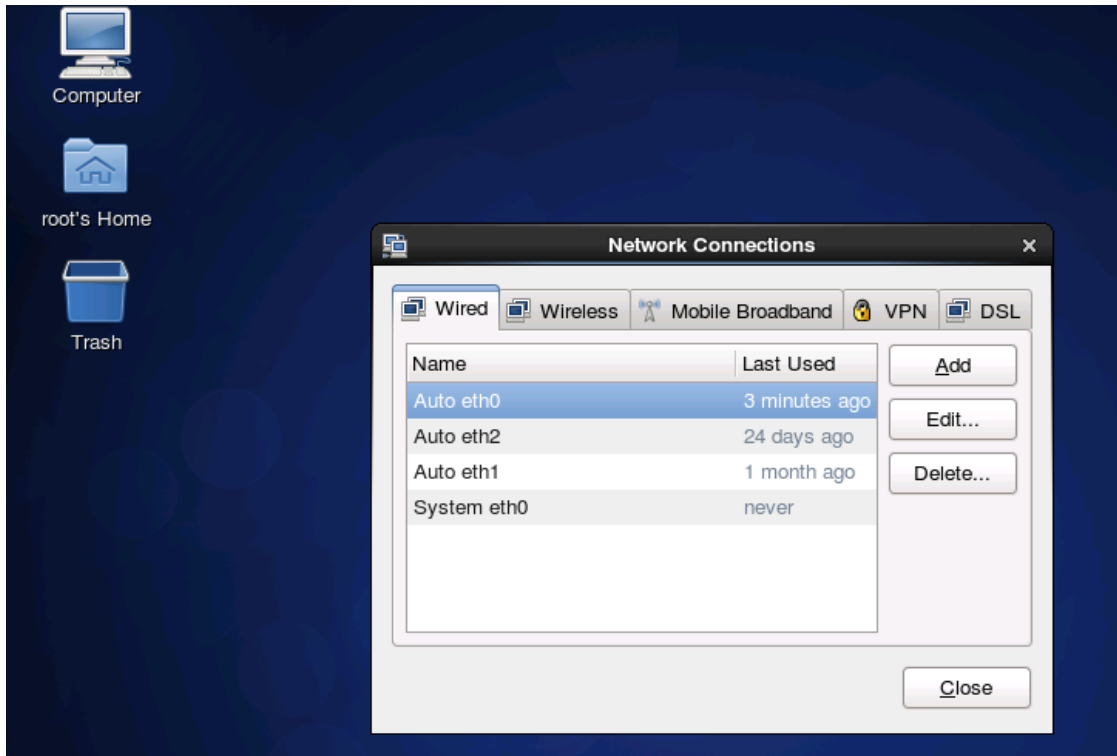 Computer
root's Home
Trash
Network Connections
Wired Wireless Mobile Broadband VPN DSL
Name Last Used
Auto eth0 3 minutes ago
Auto eth2 24 days ago
Auto eth1 1 month ago
System eth0 never
Add
Edit...
Delete...
Close